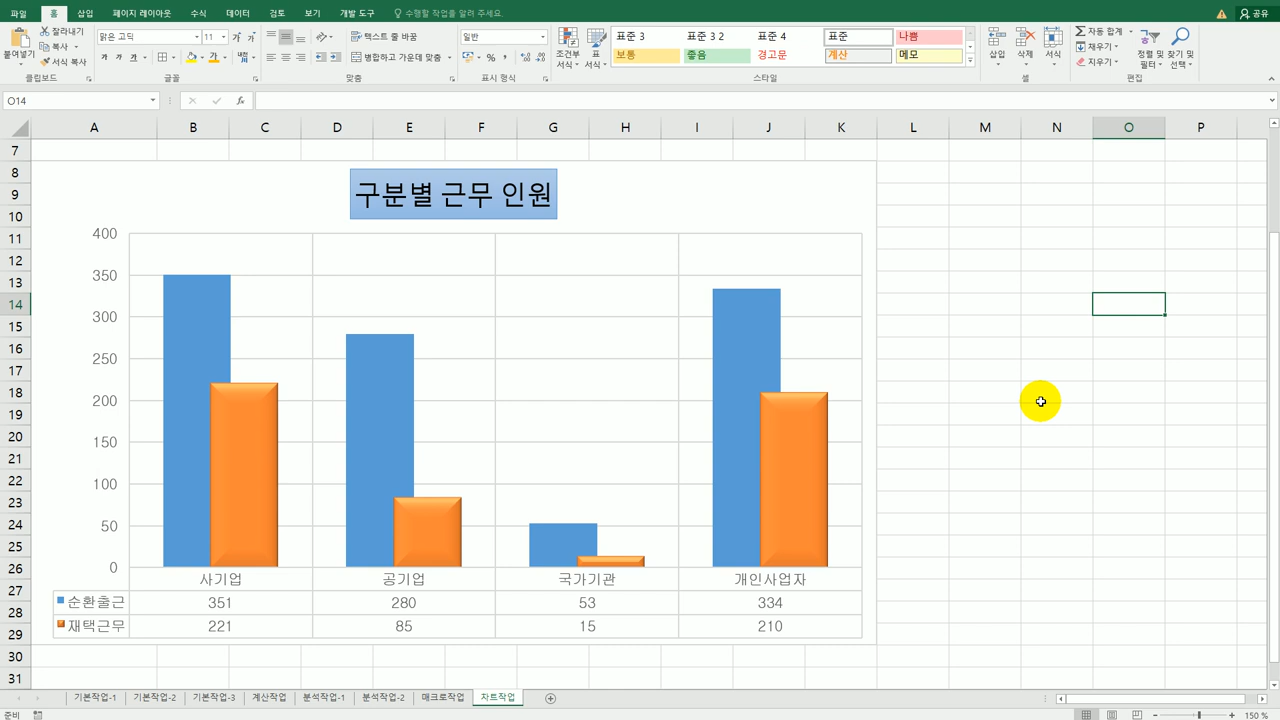 파일 홈 삽입 페이지 레이아웃 수식 데이터 검토 보기 개발 도구 수행할 작업을 알려 주세요. 공유
붙여넣기 잘라내기 복사 서식 복사
맑은 고딕 11
가 가 가 가
텍스트 줄 바꿈
병합하고 가운데 맞춤
일반
%
조건부 서식 표 서식
표준 3 표준 3 2 표준 4 표준 나쁨
보통 좋음 경고문 계산 메모
삽입 삭제 서식
자동 합계
채우기
지우기
정렬 및 필터 찾기 및 선택
클립보드 글꼴 맞춤 표시 형식 스타일 셀 편집
O14 fx
A B C D E F G H I J K L M N O P
7
8
9
10
11
12
13
14
15
16
17
18
19
20
21
22
23
24
25
26
27
28
29
30
31
구분별 근무 인원
400
350
300
250
200
150
100
50
0
사기업 공기업 국가기관 개인사업자
순환출근 351 280 53 334
재택근무 221 85 15 210
기본작업-1 기본작업-2 기본작업-3 계산작업 분석작업-1 분석작업-2 매크로작업 차트작업
준비 150 %